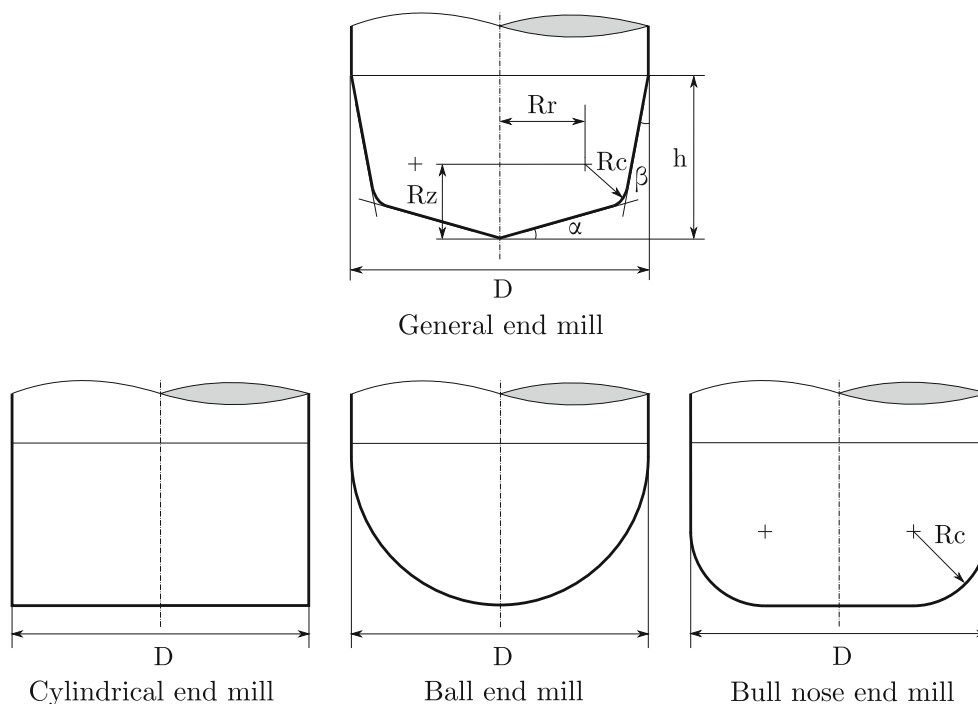 Rr
Rc
h
Rz
β
α
D
General end mill
Rc
D
D
D
Cylindrical end mill
Ball end mill
Bull nose end mill